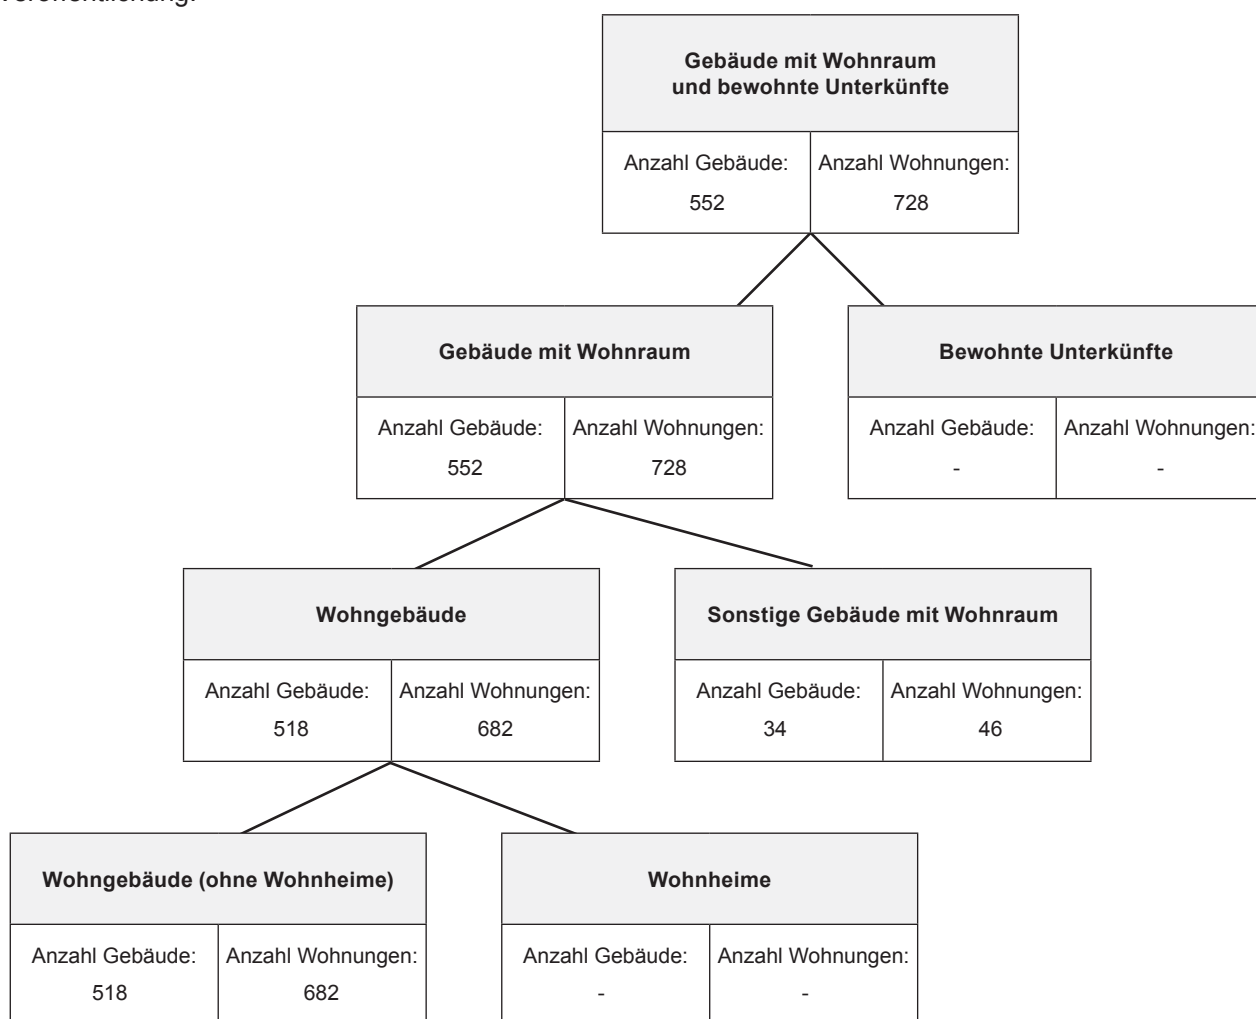 Veröffentlichung.
Gebäude mit Wohnraum
und bewohnte Unterkünfte
Anzahl Gebäude: Anzahl Wohnungen:
552 728
Gebäude mit Wohnraum
Anzahl Gebäude: Anzahl Wohnungen:
552 728
Bewohnte Unterkünfte
Anzahl Gebäude: Anzahl Wohnungen:
- -
Wohngebäude
Anzahl Gebäude: Anzahl Wohnungen:
518 682
Sonstige Gebäude mit Wohnraum
Anzahl Gebäude: Anzahl Wohnungen:
34 46
Wohngebäude (ohne Wohnheime)
Anzahl Gebäude: Anzahl Wohnungen:
518 682
Wohnheime
Anzahl Gebäude: Anzahl Wohnungen:
- -